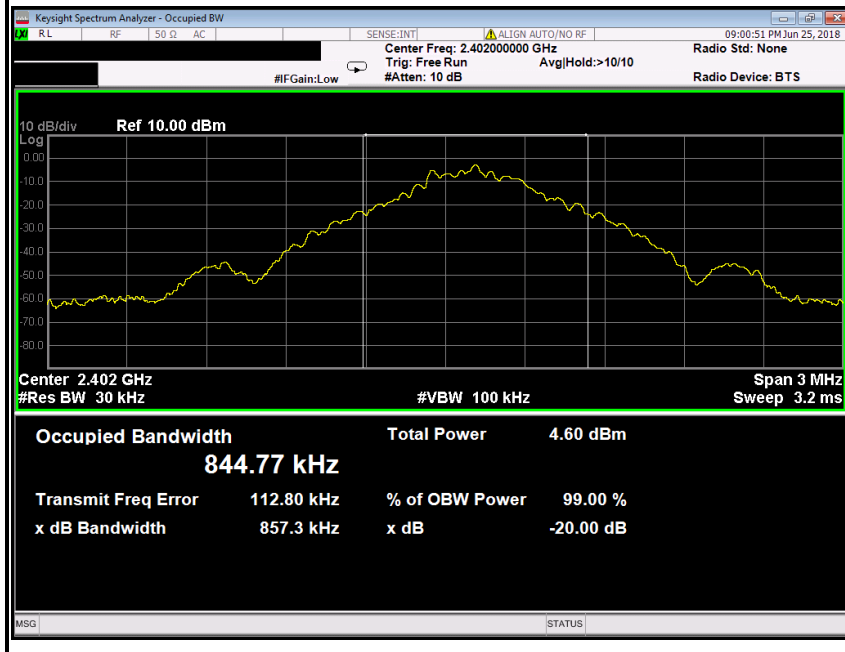 Keysight Spectrum Analyzer - Occupied BW
LXI RL RF 50 Ω AC SENSE:INT ALIGN AUTO/NO RF 09:00:51 PM Jun 25, 2018
Center Freq: 2.402000000 GHz Radio Std: None
Trig: Free Run Avg|Hold:>10/10
#IFGain:Low #Atten: 10 dB Radio Device: BTS
10 dB/div Ref 10.00 dBm
Log
0.00
-10.0
-20.0
-30.0
-40.0
-50.0
-60.0
-70.0
-80.0
Center 2.402 GHz Span 3 MHz
#Res BW 30 kHz #VBW 100 kHz Sweep 3.2 ms
Occupied Bandwidth Total Power 4.60 dBm
844.77 kHz
Transmit Freq Error 112.80 kHz % of OBW Power 99.00 %
x dB Bandwidth 857.3 kHz x dB -20.00 dB
MSG STATUS